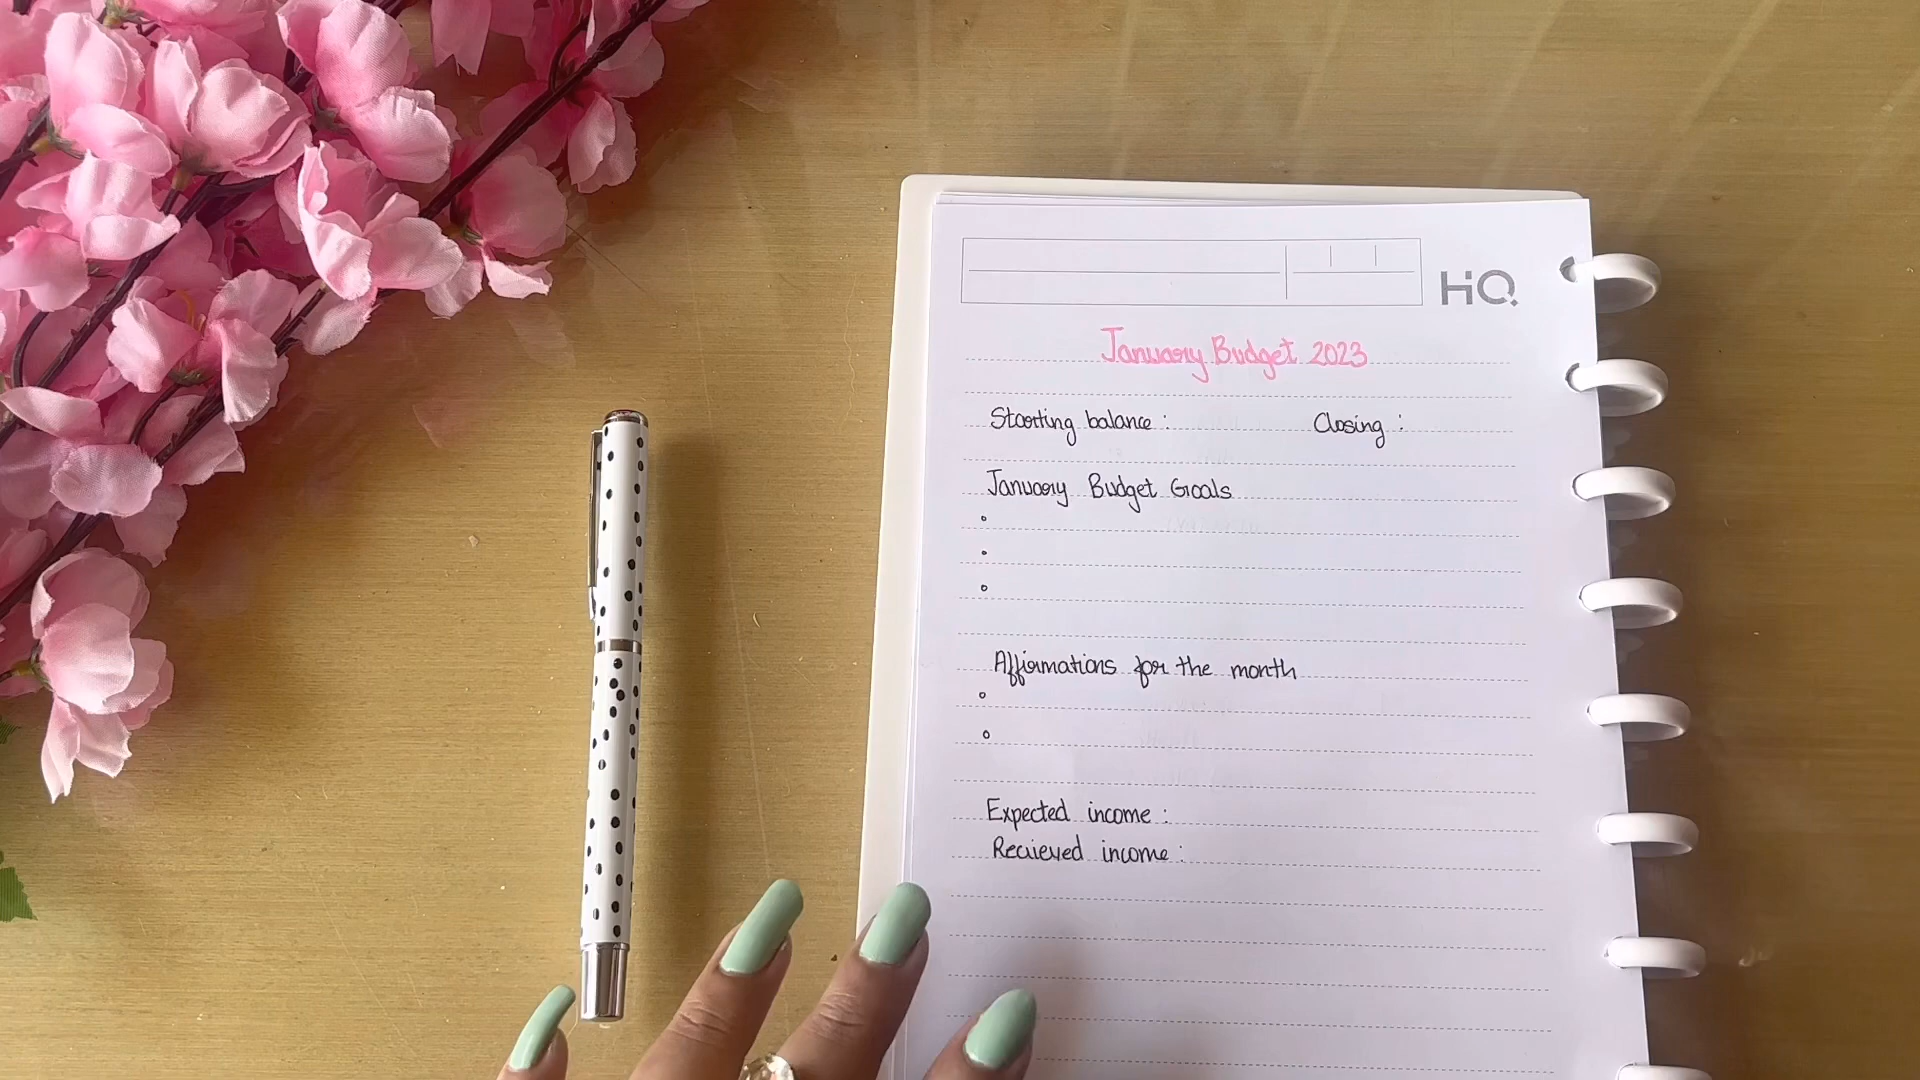 HQ
January Budget 2023
Starting balance : Closing :
January Budget Goals
Affirmations for the month
Expected income :
Recieved income :